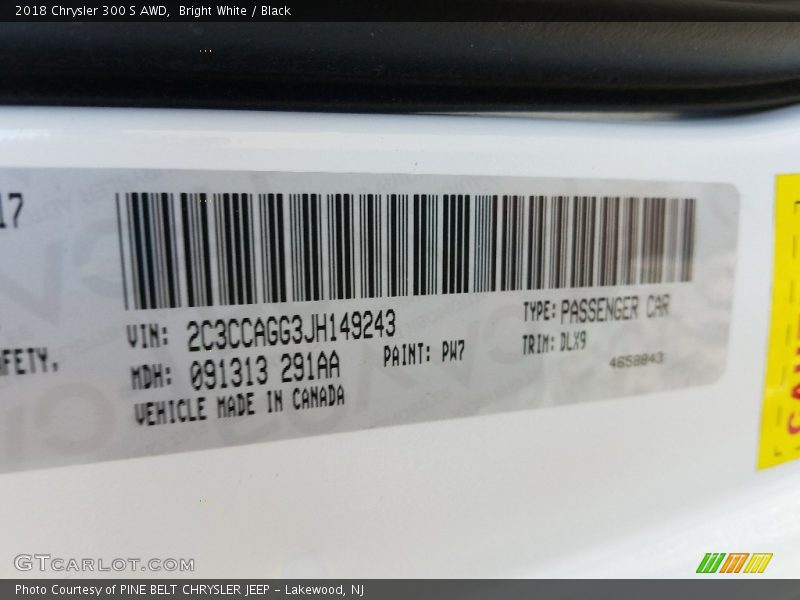 2018 Chrysler 300 S AWD,  Bright White / Black
17
AFETY.
VIN: 2C3CCAGG3JH149243
TYPE: PASSENGER CAR
MDH: 091313 291AA
PAINT: PW7
TRIM: DLX9
4658843
VEHICLE MADE IN CANADA
GTCARLOT.COM
Photo Courtesy of PINE BELT CHRYSLER JEEP - Lakewood, NJ